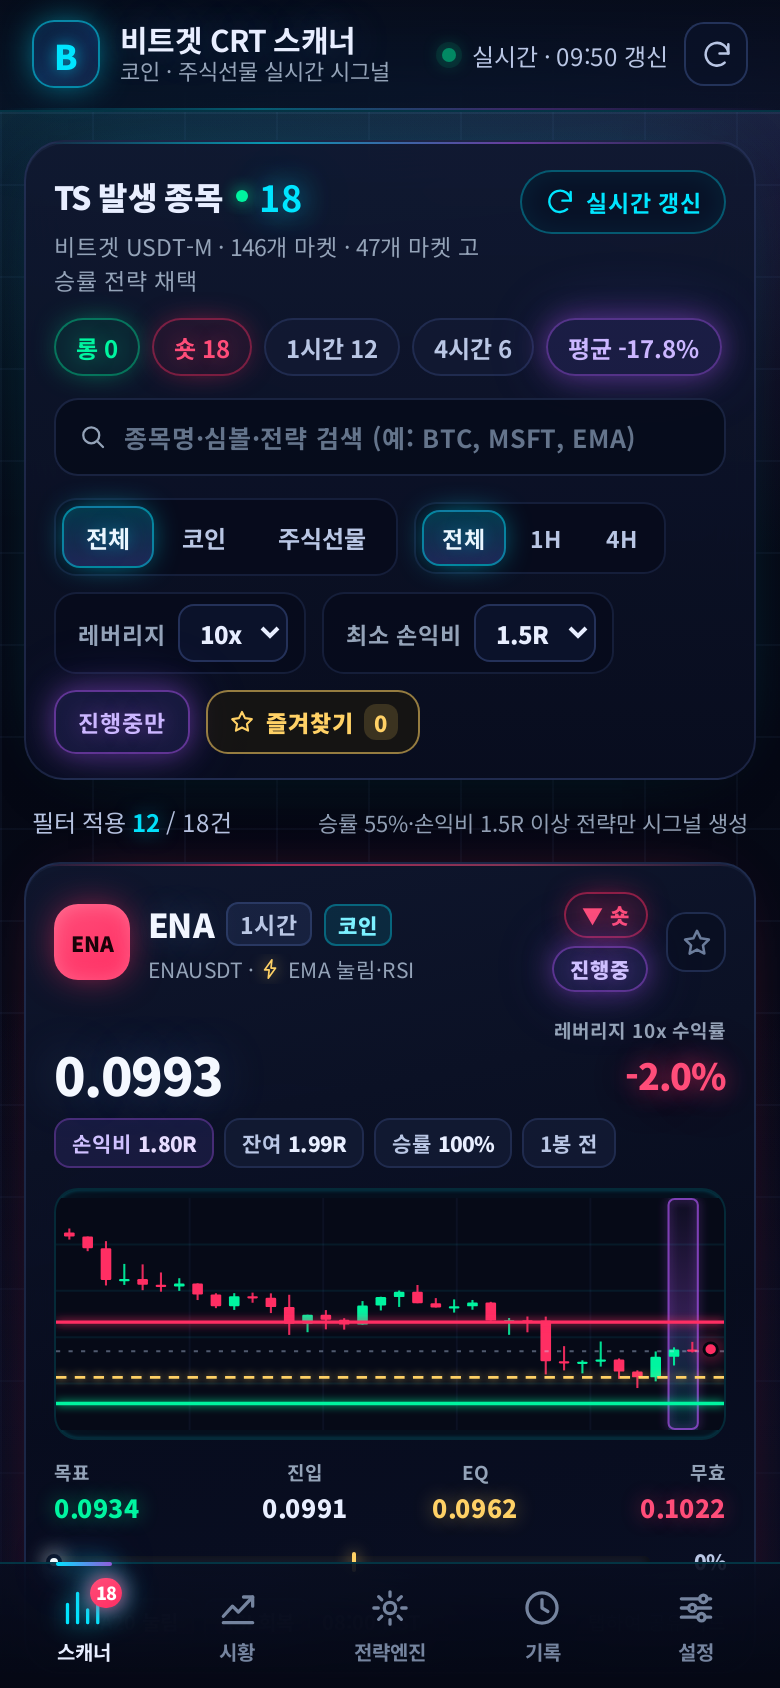 B
비트겟 CRT 스캐너
코인 · 주식선물 실시간 시그널
실시간 · 09:50 갱신
TS 발생 종목 • 18
실시간 갱신
비트겟 USDT-M · 146개 마켓 · 47개 마켓 고
승률 전략 채택
롱 0
숏 18
1시간 12
4시간 6
평균 -17.8%
종목명·심볼·전략 검색 (예: BTC, MSFT, EMA)
전체 코인 주식선물
전체 1H 4H
레버리지 10x
최소 손익비 1.5R
진행중만
즐겨찾기 0
필터 적용 12 / 18건
승률 55%·손익비 1.5R 이상 전략만 시그널 생성
ENA
ENA 1시간 코인
▼ 숏
ENAUSDT · EMA 눌림·RSI
진행중
레버리지 10x 수익률
0.0993
-2.0%
손익비 1.80R
잔여 1.99R
승률 100%
1봉 전
목표 진입 EQ 무효
0.0934 0.0991 0.0962 0.1022
0%
18
스캐너 시황 전략엔진 기록 설정